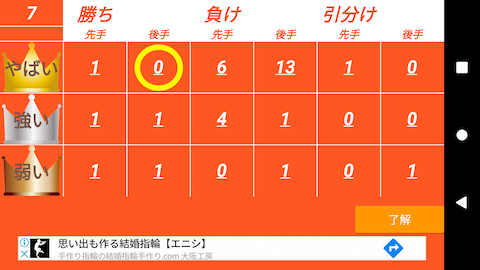 7 勝ち 負け 引分け
先手 後手 先手 後手 先手 後手
やばい 1 0 6 13 1 0
強い 1 1 4 1 0 0
弱い 1 1 0 1 0 1
了解
思い出も作る結婚指輪【エニシ】
手作り指輪の結婚指輪手作り.com 大阪工房